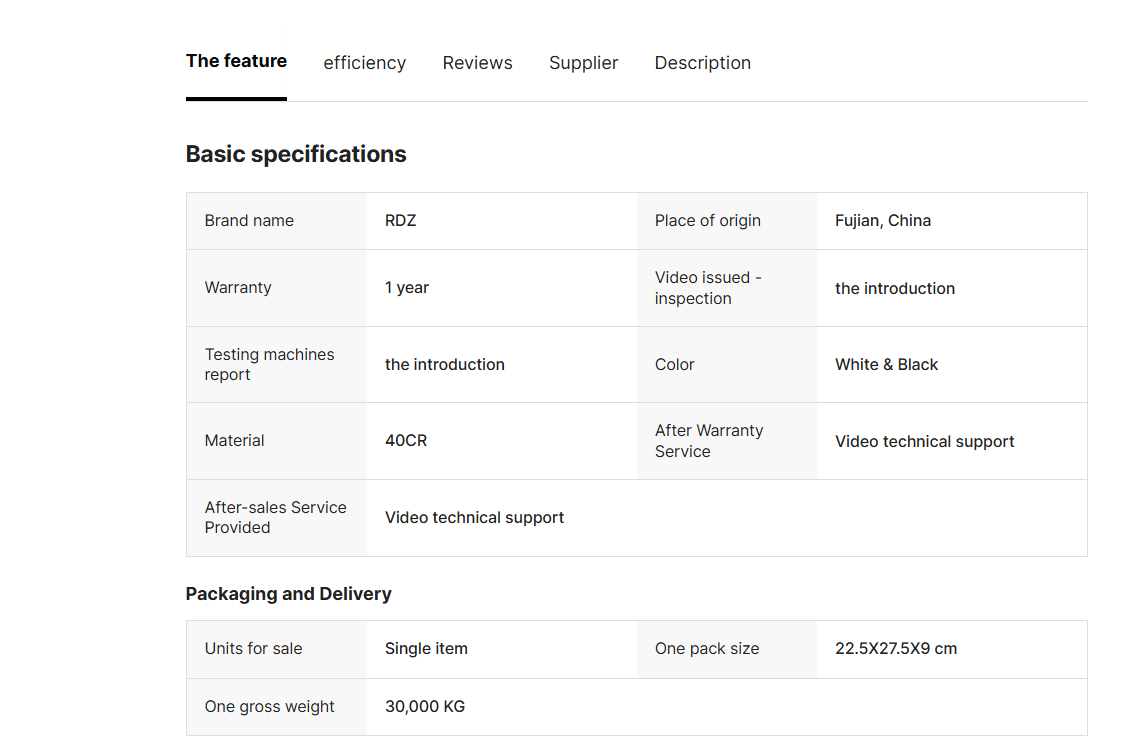 The feature efficiency Reviews Supplier Description
Basic specifications
Brand name RDZ Place of origin Fujian, China
Warranty 1 year Video issued -
inspection the introduction
Testing machines
report the introduction Color White & Black
Material 40CR After Warranty
Service Video technical support
After-sales Service
Provided Video technical support
Packaging and Delivery
Units for sale Single item One pack size 22.5X27.5X9 cm
One gross weight 30,000 KG